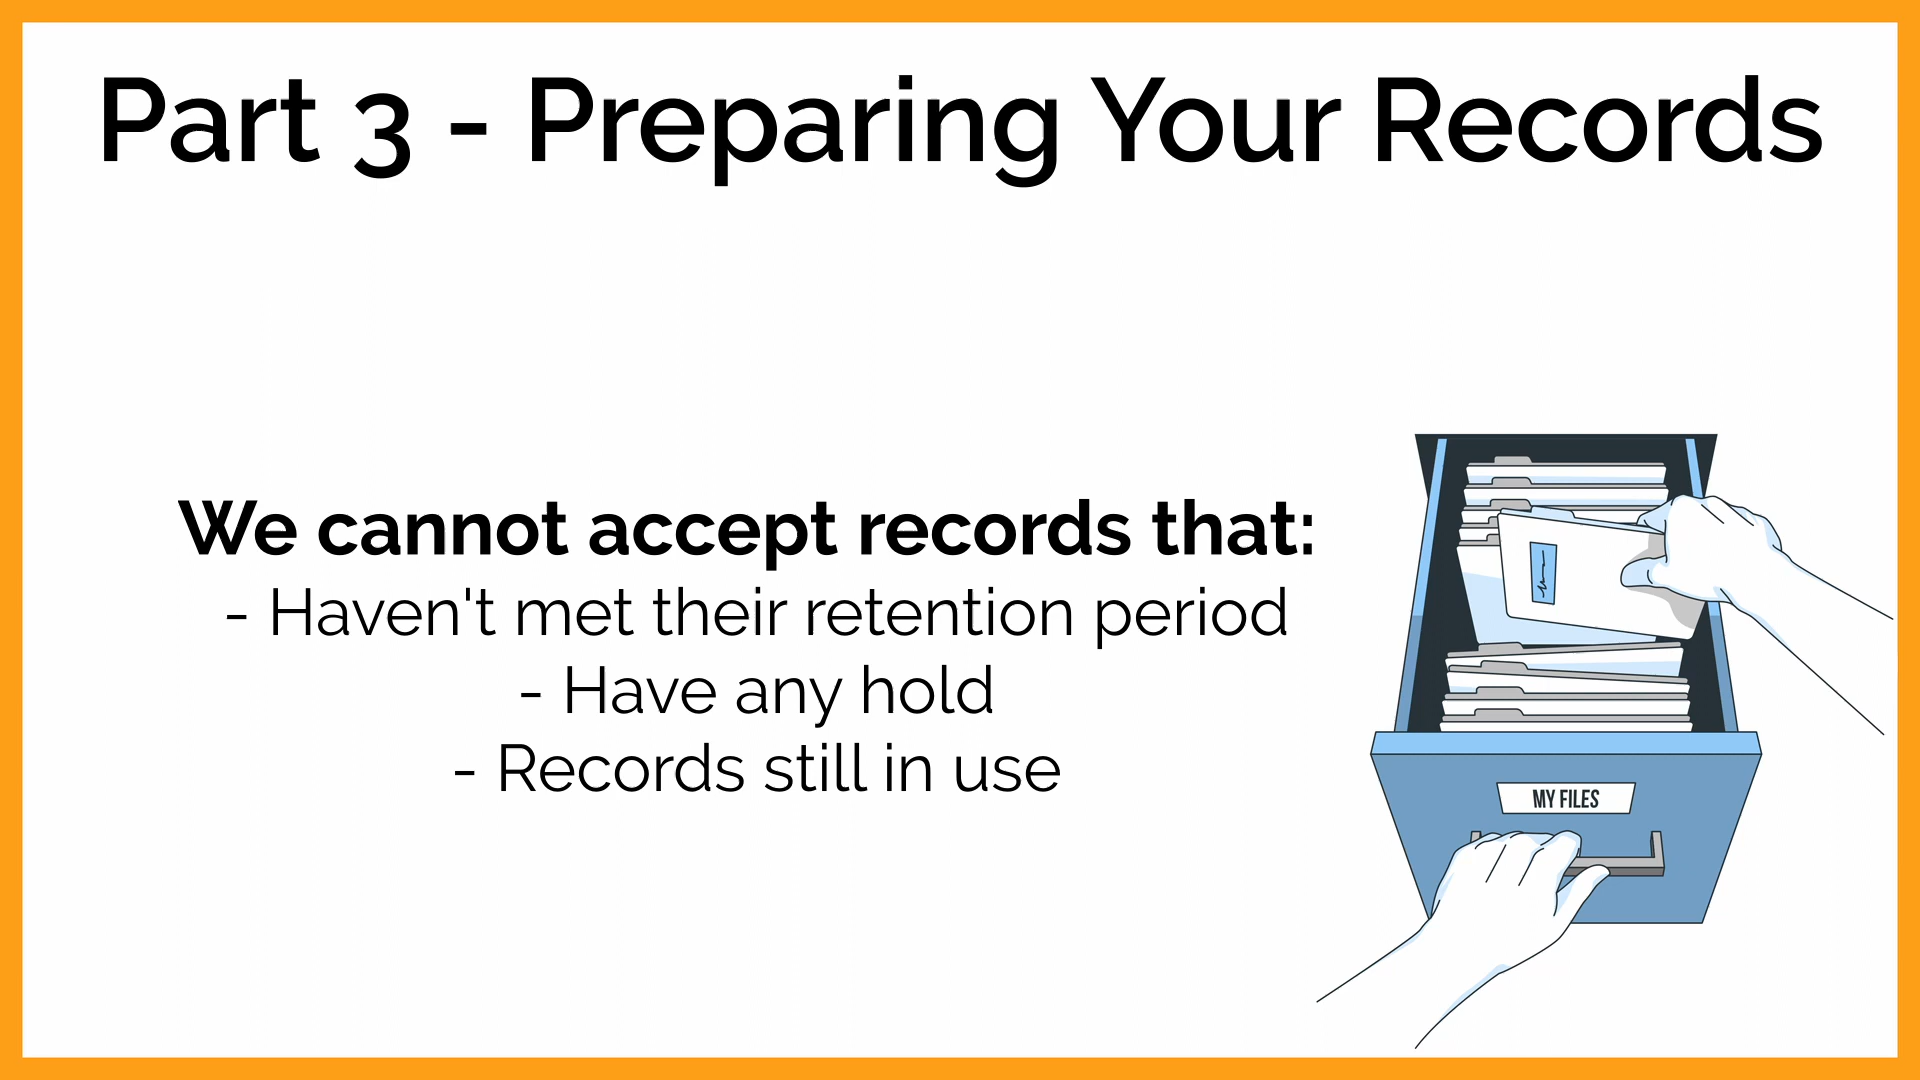 Part 3 - Preparing Your Records
We cannot accept records that:
- Haven't met their retention period
- Have any hold
- Records still in use
MY FILES